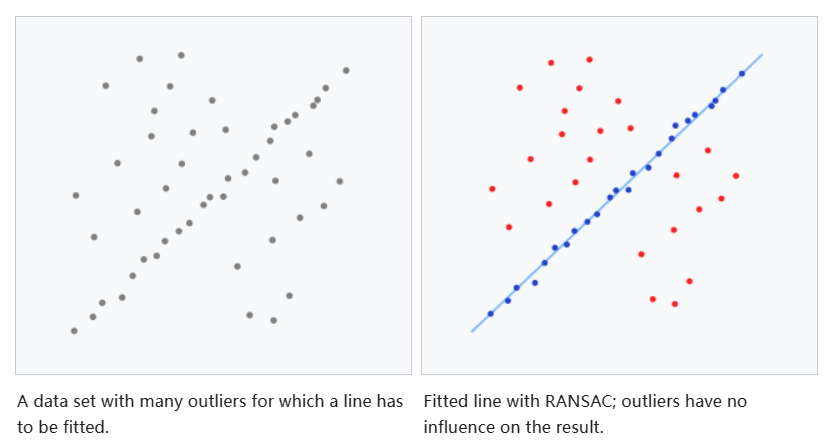 A data set with many outliers for which a line has
to be fitted.
Fitted line with RANSAC; outliers have no
influence on the result.